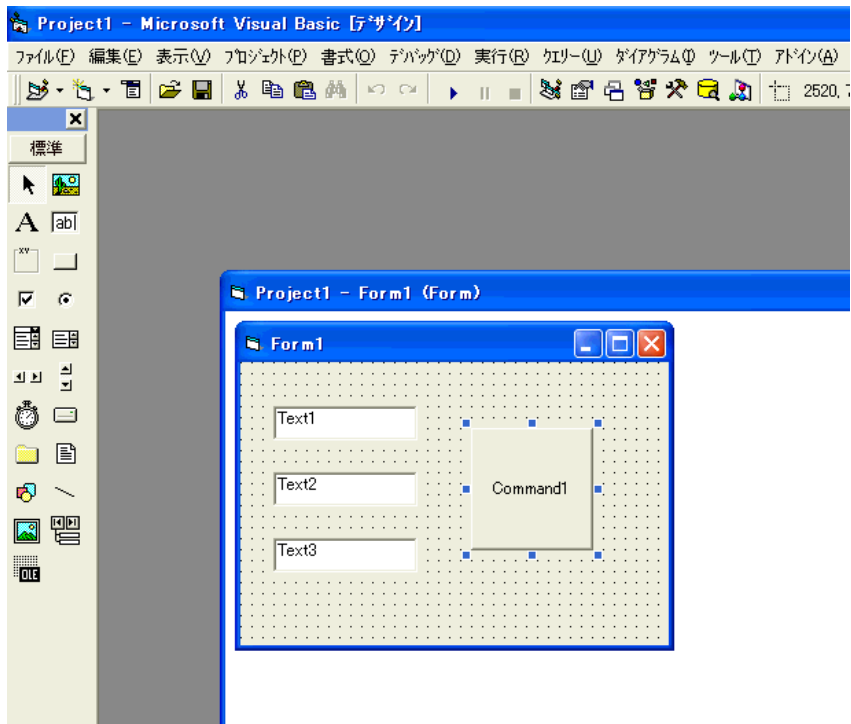 Project1 - Microsoft Visual Basic [ﾃﾞｻﾞｲﾝ]
ファイル(F) 編集(E) 表示(V) ﾌﾟﾛｼﾞｪｸﾄ(P) 書式(O) ﾃﾞﾊﾞｯｸﾞ(D) 実行(R) ｸｴﾘｰ(U) ﾀﾞｲｱｸﾞﾗﾑ(I) ﾂｰﾙ(T) ｱﾄﾞｲﾝ(A)
2520,
標準
A ab
XY
OLE
Project1 - Form1 (Form)
Form1
Text1
Text2
Command1
Text3